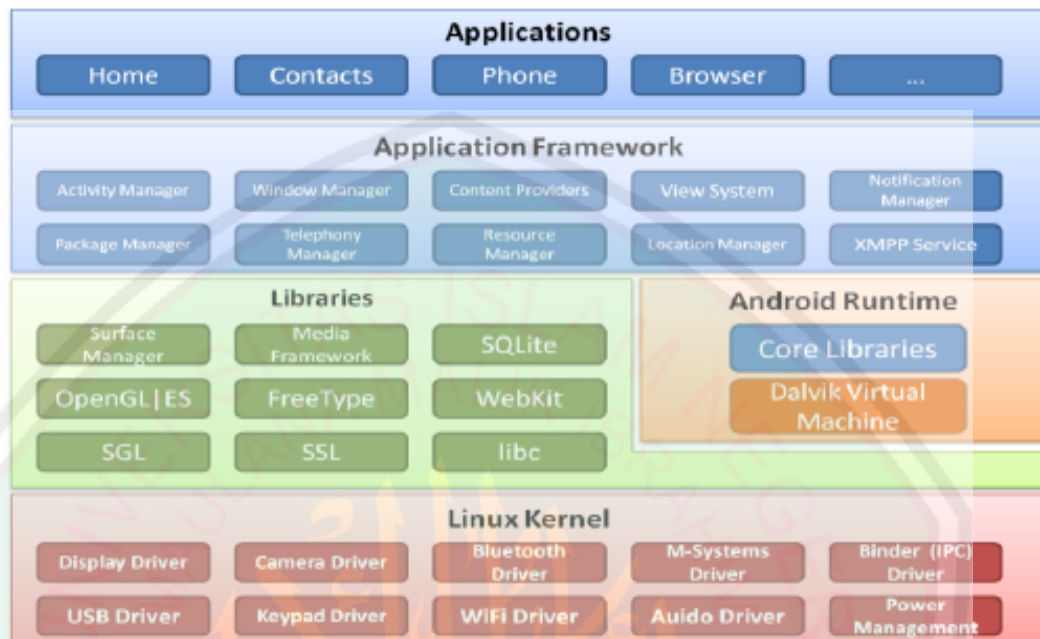 Applications
Home Contacts Phone Browser ...
Application Framework
Activity Manager Window Manager Content Providers View System Notification Manager
Package Manager Telephony Manager Resource Manager Location Manager XMPP Service
Libraries
Surface Manager Media Framework SQLite
OpenGL|ES FreeType WebKit
SGL SSL libc
Android Runtime
Core Libraries
Dalvik Virtual Machine
Linux Kernel
Display Driver Camera Driver Bluetooth Driver M-Systems Driver Binder (IPC) Driver
USB Driver Keypad Driver WiFi Driver Auido Driver Power Management